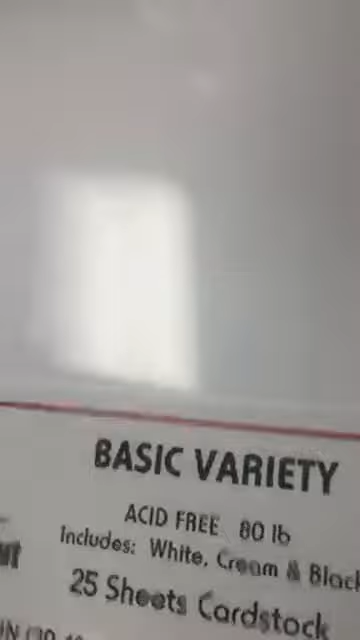 BASIC VARIETY
ACID FREE 80 lb
Includes: White, Cream & Black
25 Sheets Cardstock